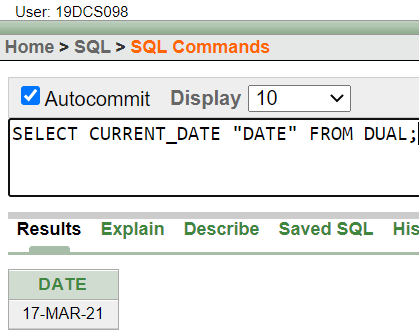 User: 19DCS098
Home > SQL > SQL Commands
Autocommit Display 10
SELECT CURRENT_DATE "DATE" FROM DUAL;
Results Explain Describe Saved SQL His
DATE
17-MAR-21